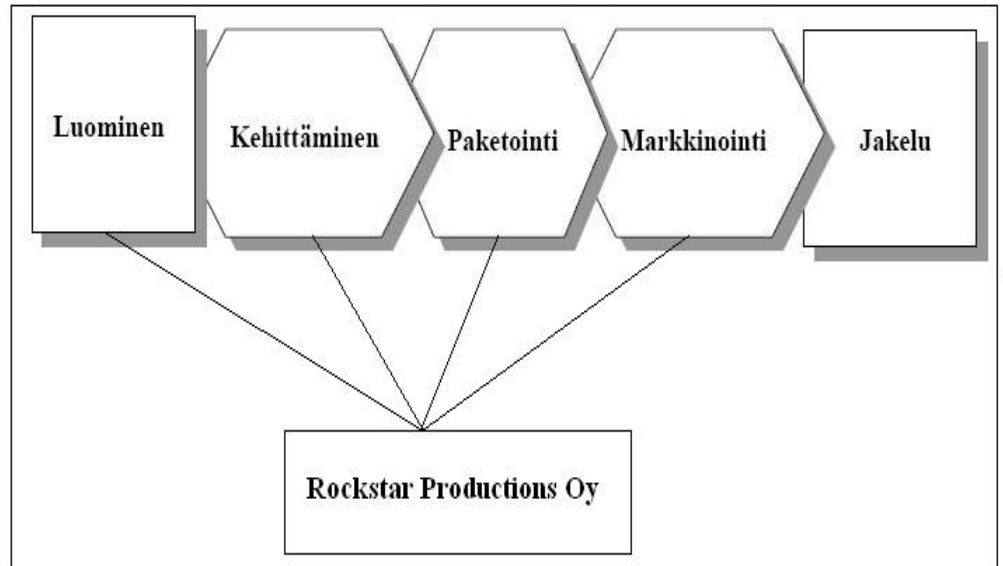 Luominen
Kehittäminen
Paketointi
Markkinointi
Jakelu
Rockstar Productions Oy